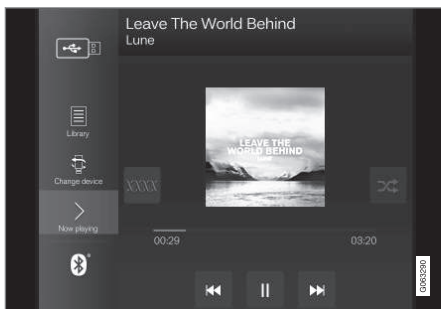 Leave The World Behind
Lune
Library
Change device
Now playing
LEAVE THE
WORLD BEHIND
LUNE
XXXX
00:29
03:20
G063290